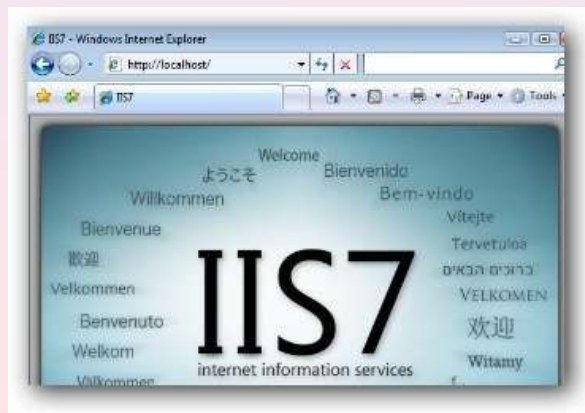 IIS7 - Windows Internet Explorer
http://localhost/
IIS7
Page
Tools
Welcome
ようこそ
Bienvenido
Willkommen
Bem-vindo
Bienvenue
Vítejte
Tervetuloa
歡迎
ברוכים הבאים
Velkommen
VELKOMEN
IIS7
Benvenuto
欢迎
Welkom
Witamy
internet information services